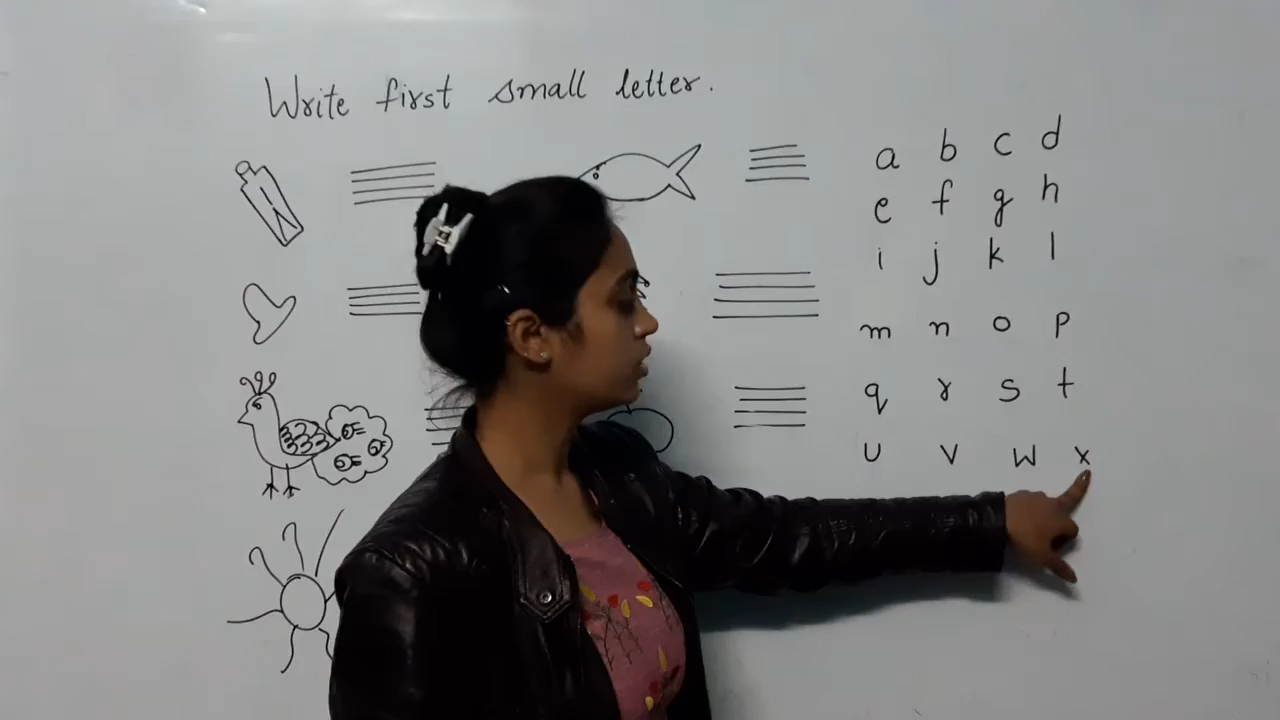 Write first small letter.
a b c d
e f g h
i j k l
m n o p
q r s t
u v w x